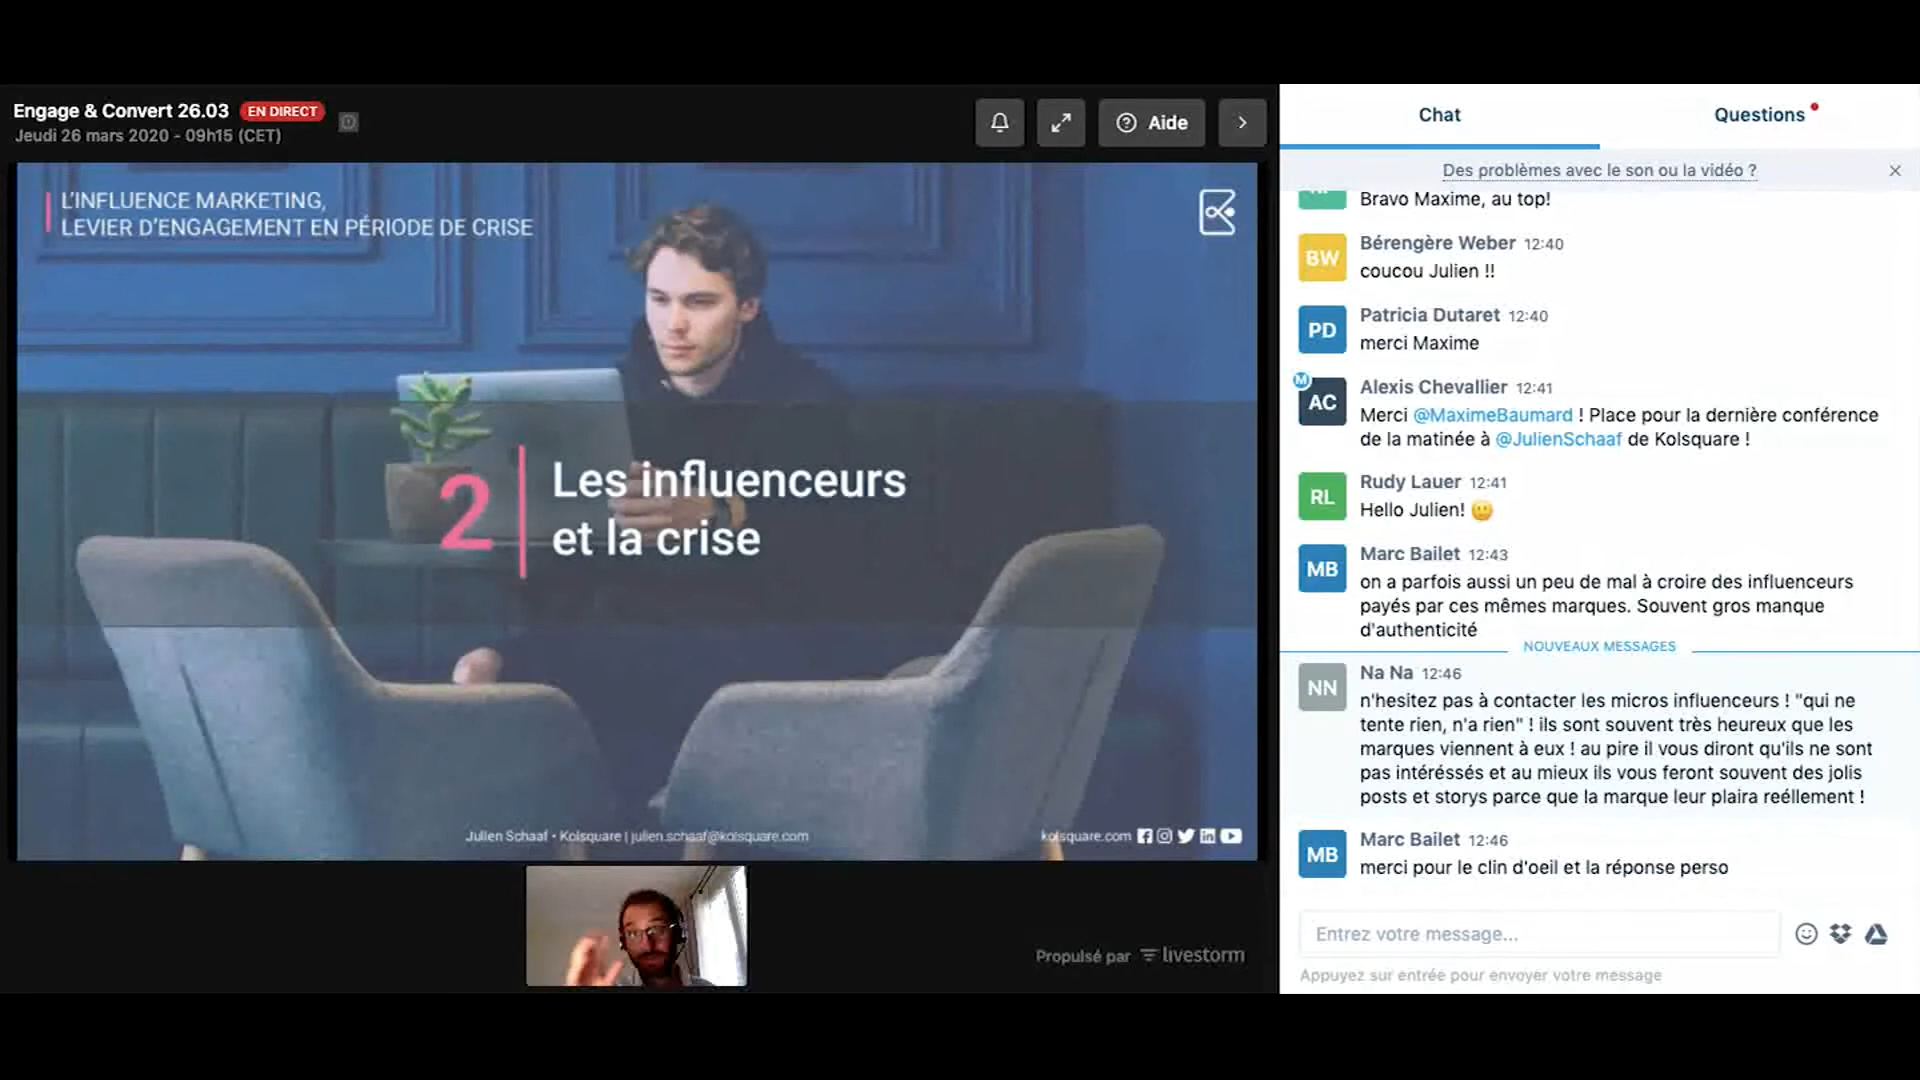 Engage & Convert 26.03 EN DIRECT
Jeudi 26 mars 2020 - 09h15 (CET)
Aide
L'INFLUENCE MARKETING,
LEVIER D'ENGAGEMENT EN PÉRIODE DE CRISE
2
Les influenceurs
et la crise
Julien Schaaf • Kolsquare | julien.schaaf@kolsquare.com
kolsquare.com
Propulsé par livestorm
Chat
Questions
Des problèmes avec le son ou la vidéo ?
Bravo Maxime, au top!
BW
Bérengère Weber 12:40
coucou Julien !!
PD
Patricia Dutaret 12:40
merci Maxime
M
AC
Alexis Chevallier 12:41
Merci @MaximeBaumard ! Place pour la dernière conférence
de la matinée à @JulienSchaaf de Kolsquare !
RL
Rudy Lauer 12:41
Hello Julien! 🙂
MB
Marc Bailet 12:43
on a parfois aussi un peu de mal à croire des influenceurs
payés par ces mêmes marques. Souvent gros manque
d'authenticité
NOUVEAUX MESSAGES
NN
Na Na 12:46
n'hesitez pas à contacter les micros influenceurs ! "qui ne
tente rien, n'a rien" ! ils sont souvent très heureux que les
marques viennent à eux ! au pire il vous diront qu'ils ne sont
pas intéréssés et au mieux ils vous feront souvent des jolis
posts et storys parce que la marque leur plaira reéllement !
MB
Marc Bailet 12:46
merci pour le clin d'oeil et la réponse perso
Entrez votre message...
Appuyez sur entrée pour envoyer votre message